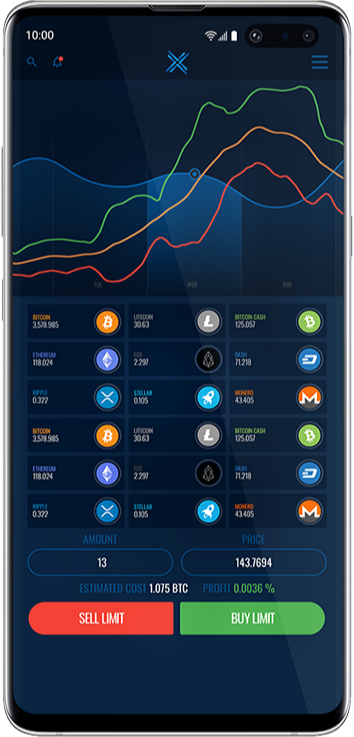 10:00
TUE WED THU
BITCOIN LITECOIN BITCOIN CASH
3,578.985 30.63 125.057
ETHEREUM EOS DASH
118.024 2.297 71.218
RIPPLE STELLAR MONERO
0.322 0.105 43.405
BITCOIN LITECOIN BITCOIN CASH
3,578.985 30.63 125.057
ETHEREUM EOS DASH
118.024 2.297 71.218
RIPPLE STELLAR MONERO
0.322 0.105 43.405
AMOUNT PRICE
13 143.7694
ESTIMATED COST 1.075 BTC PROFIT 0.0036 %
SELL LIMIT BUY LIMIT